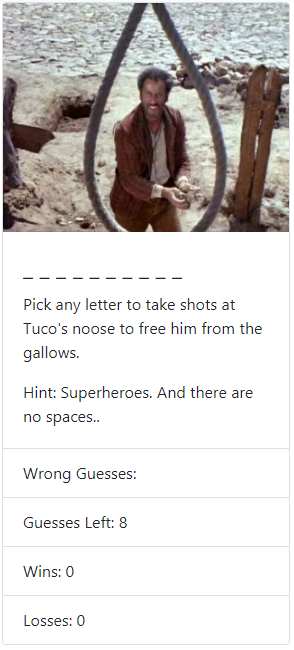 _ _ _ _ _ _ _ _ _ _
Pick any letter to take shots at
Tuco's noose to free him from the
gallows.
Hint: Superheroes. And there are
no spaces..
Wrong Guesses:
Guesses Left: 8
Wins: 0
Losses: 0